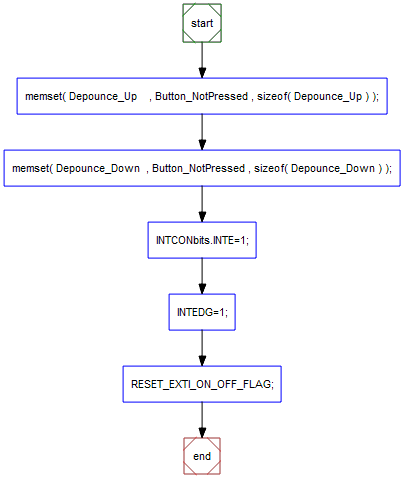 start
memset( Depounce_Up , Button_NotPressed , sizeof( Depounce_Up ) );
memset( Depounce_Down , Button_NotPressed , sizeof( Depounce_Down ) );
INTCONbits.INTE=1;
INTEDG=1;
RESET_EXTI_ON_OFF_FLAG;
end